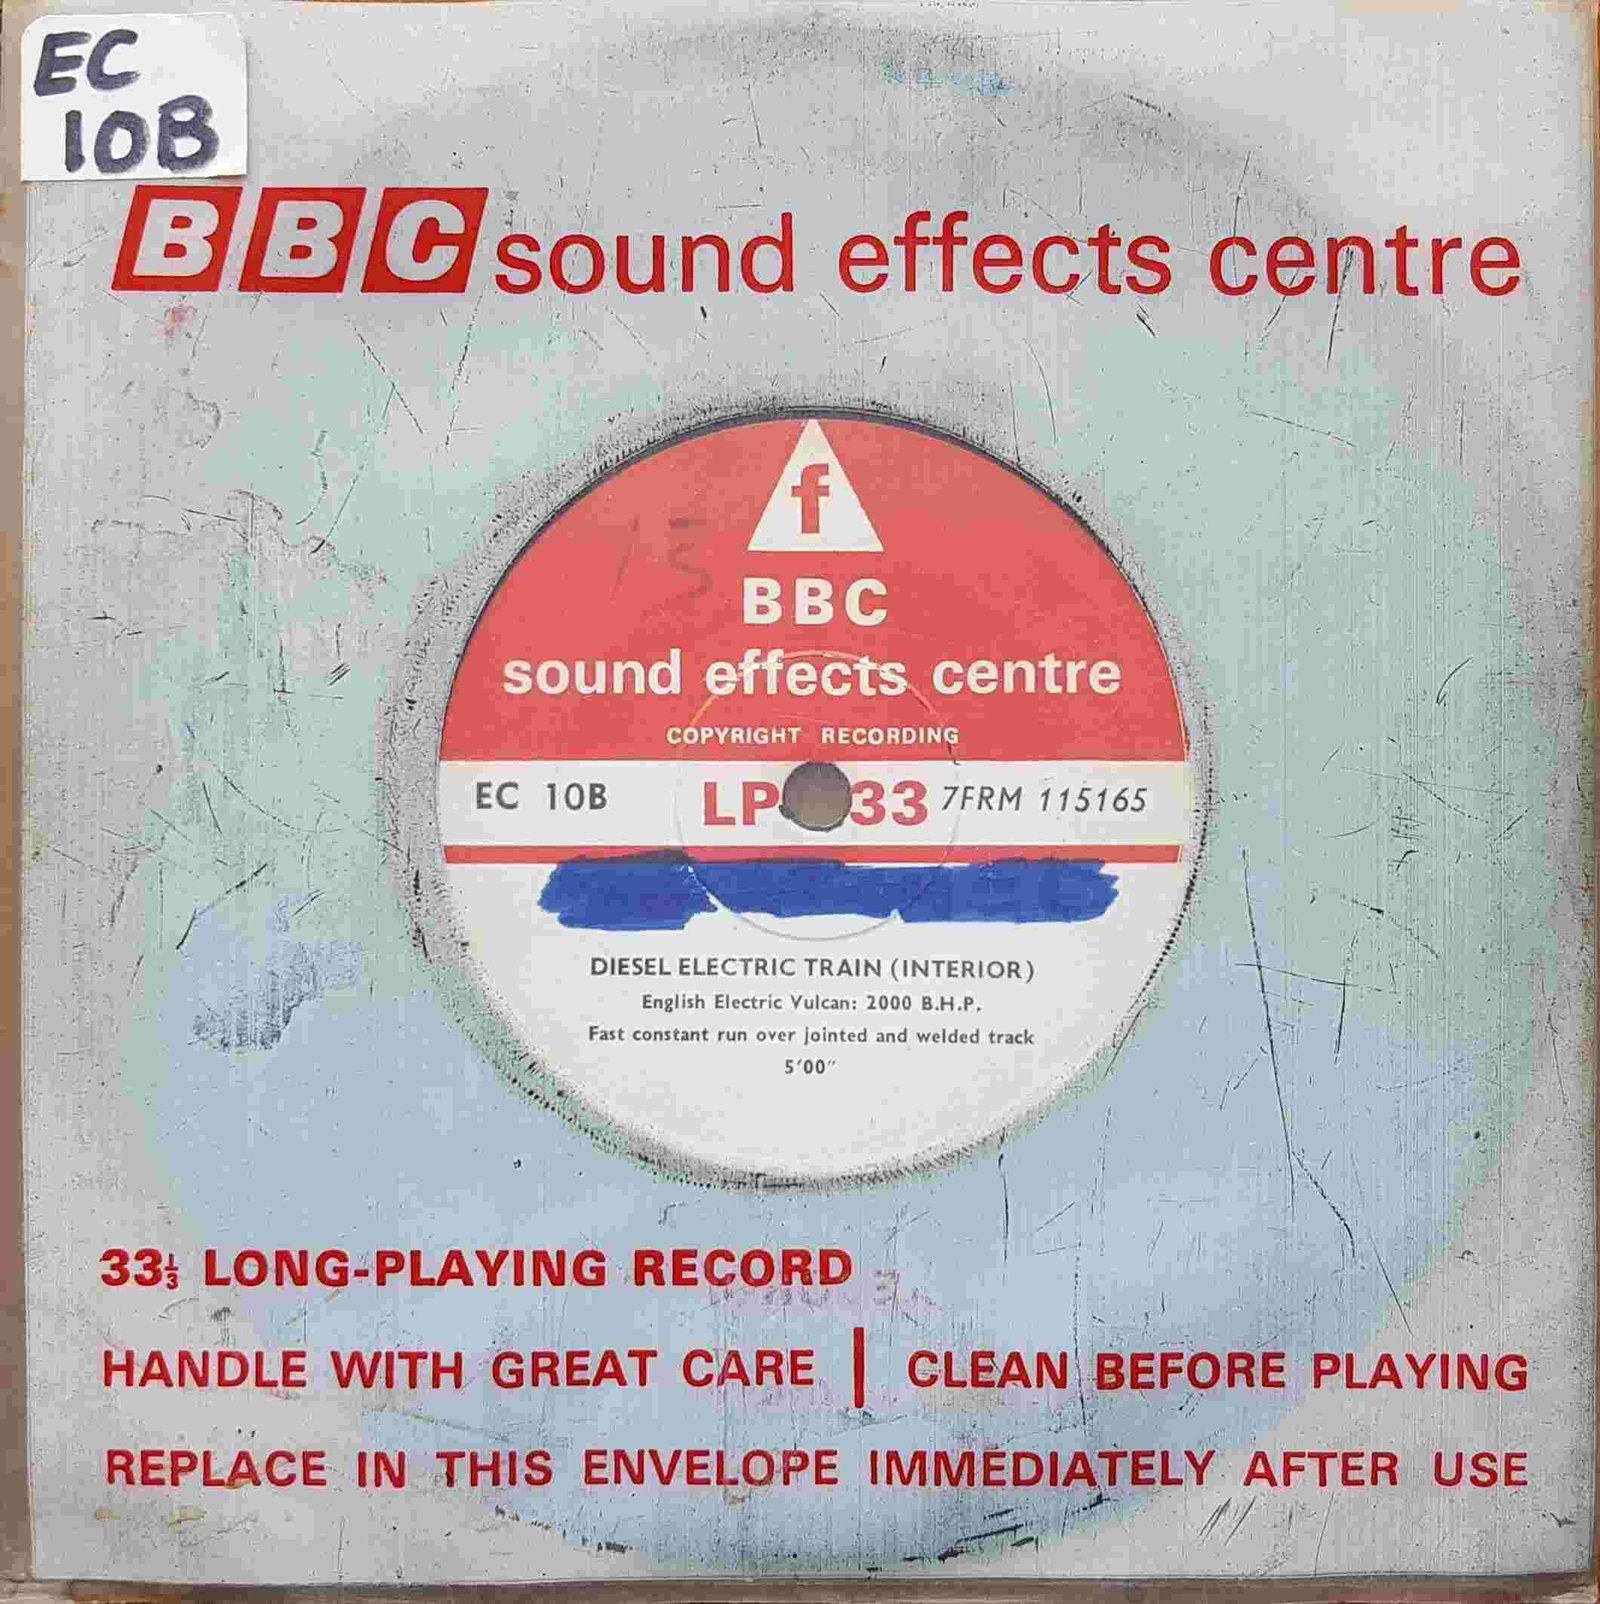 EC
10B
BBC sound effects centre
f
BBC
sound effects centre
COPYRIGHT RECORDING
EC 10B LP 33 7FRM 115165
DIESEL ELECTRIC TRAIN (INTERIOR)
English Electric Vulcan: 2000 B.H.P.
Fast constant run over jointed and welded track
5'00"
33⅓ LONG-PLAYING RECORD
HANDLE WITH GREAT CARE | CLEAN BEFORE PLAYING
REPLACE IN THIS ENVELOPE IMMEDIATELY AFTER USE